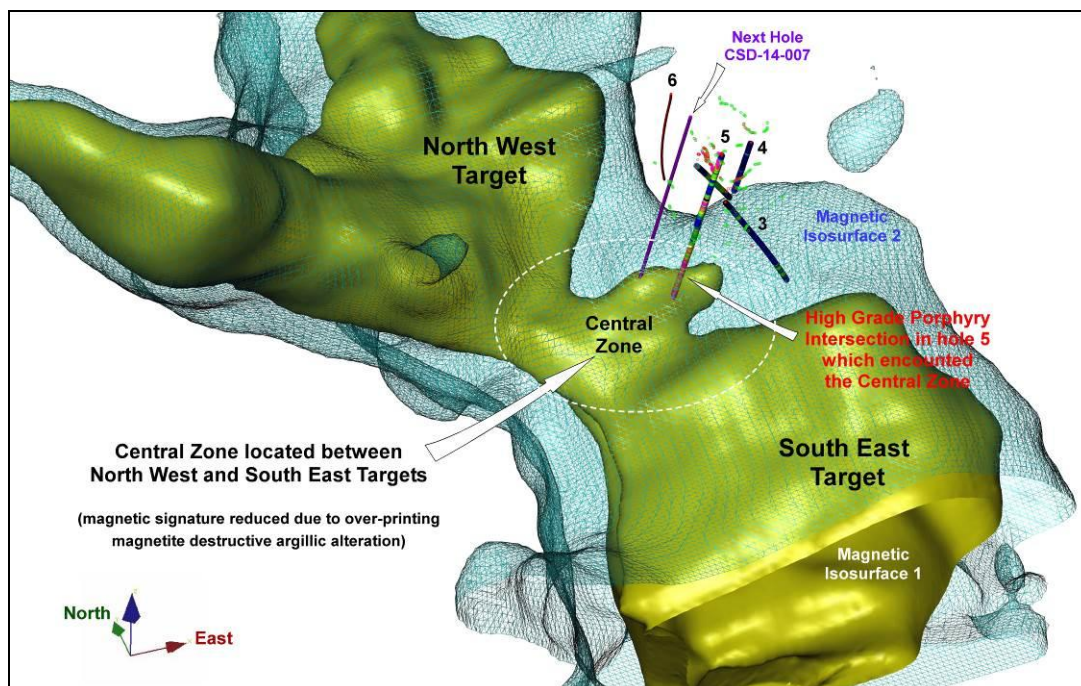 Next Hole
CSD-14-007
6
5
4
3
North West
Target
Magnetic
Isosurface 2
Central
Zone
High Grade Porphyry
Intersection in hole 5
which encounted
the Central Zone
Central Zone located between
North West and South East Targets
(magnetic signature reduced due to over-printing
magnetite destructive argillic alteration)
South East
Target
Magnetic
Isosurface 1
North
East